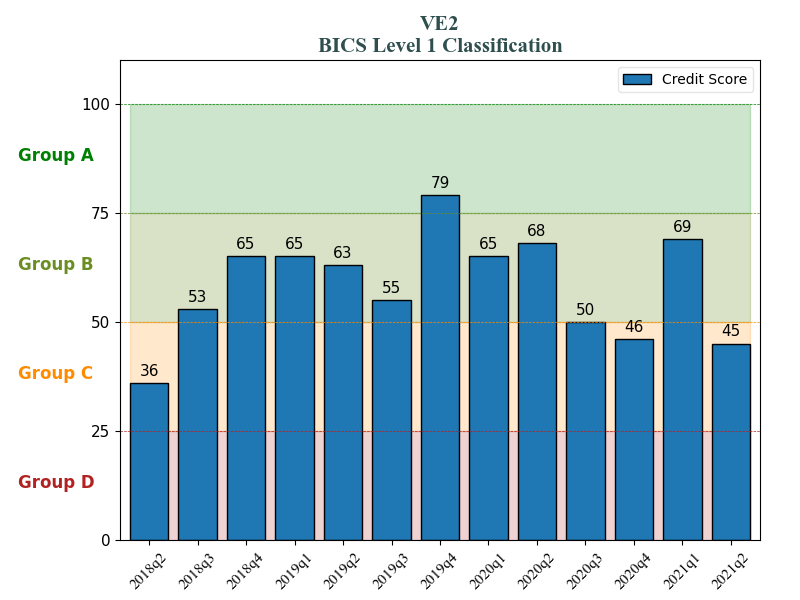 VE2
BICS Level 1 Classification
Credit Score
100
Group A
79
75
69
68
65
65
65
63
Group B
55
53
50
50
46
45
Group C
36
25
Group D
0
2018q2
2018q3
2018q4
2019q1
2019q2
2019q3
2019q4
2020q1
2020q2
2020q3
2020q4
2021q1
2021q2